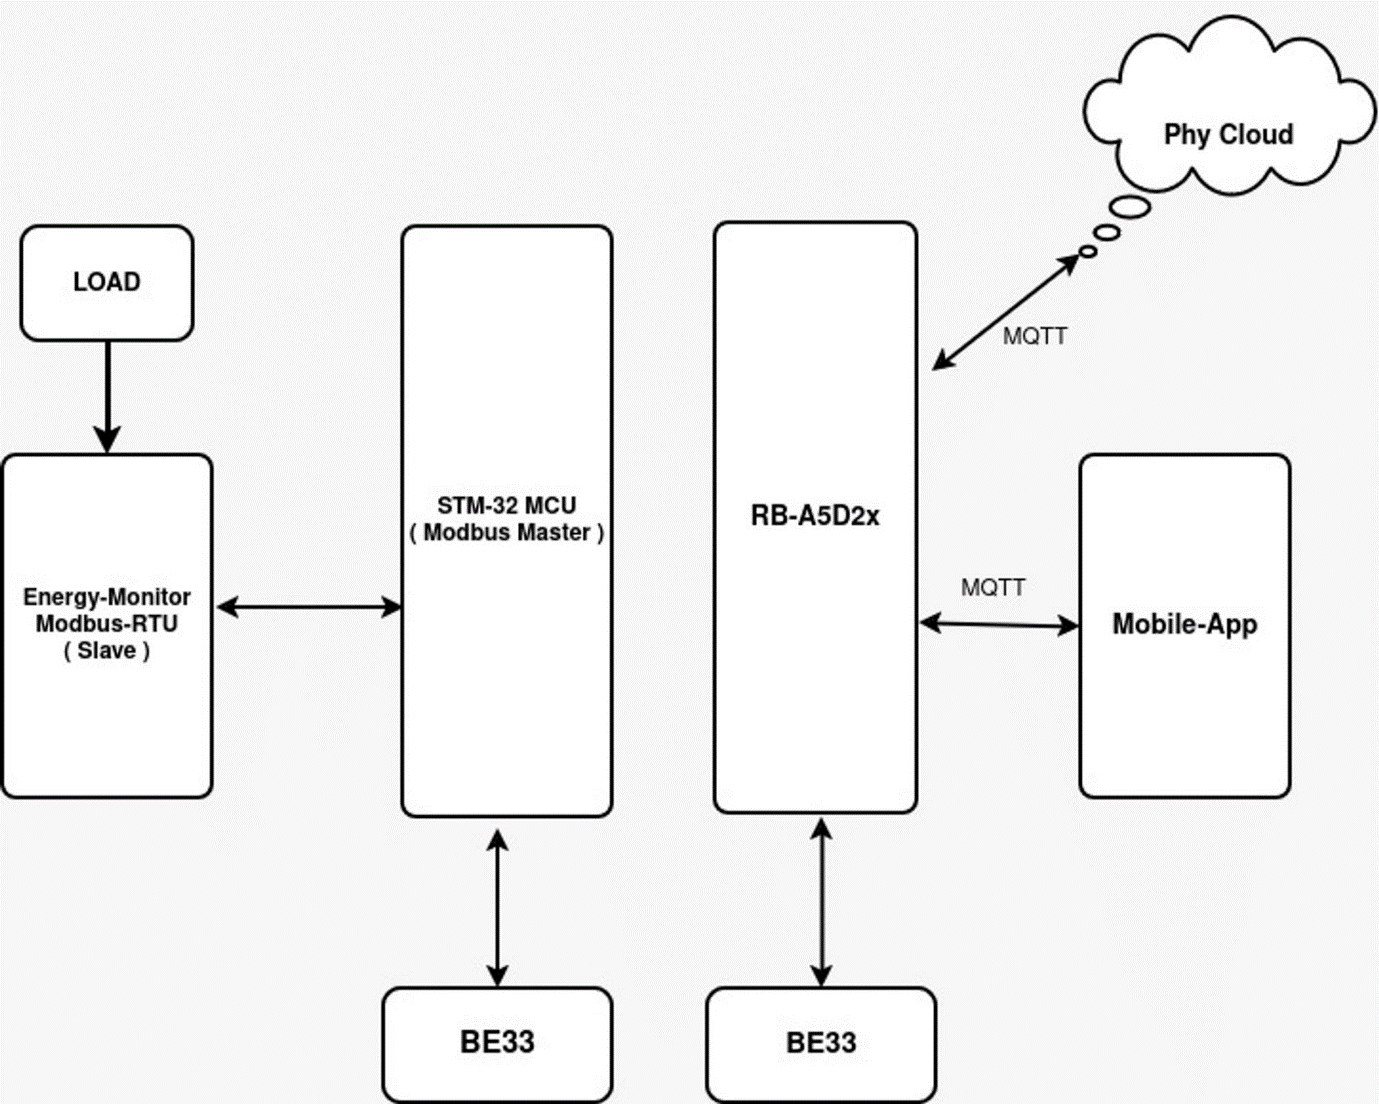 Phy Cloud
LOAD
MQTT
STM-32 MCU
( Modbus Master )
RB-A5D2x
Energy-Monitor
Modbus-RTU
( Slave )
MQTT
Mobile-App
BE33
BE33